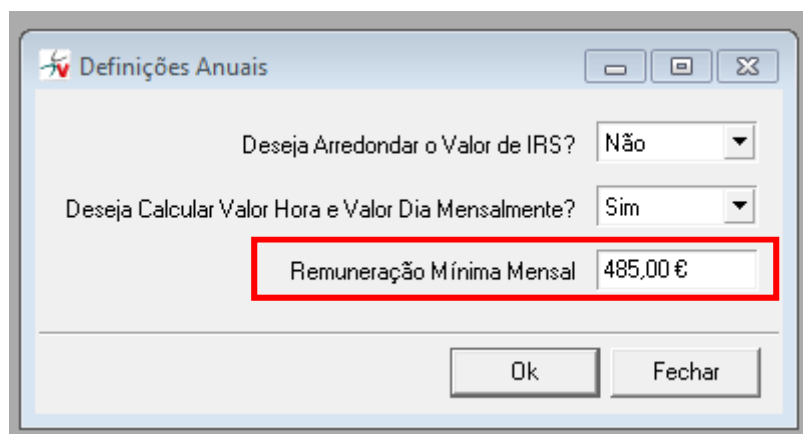 Definições Anuais
Deseja Arredondar o Valor de IRS? Não
Deseja Calcular Valor Hora e Valor Dia Mensalmente? Sim
Remuneração Mínima Mensal 485,00 €
Ok Fechar